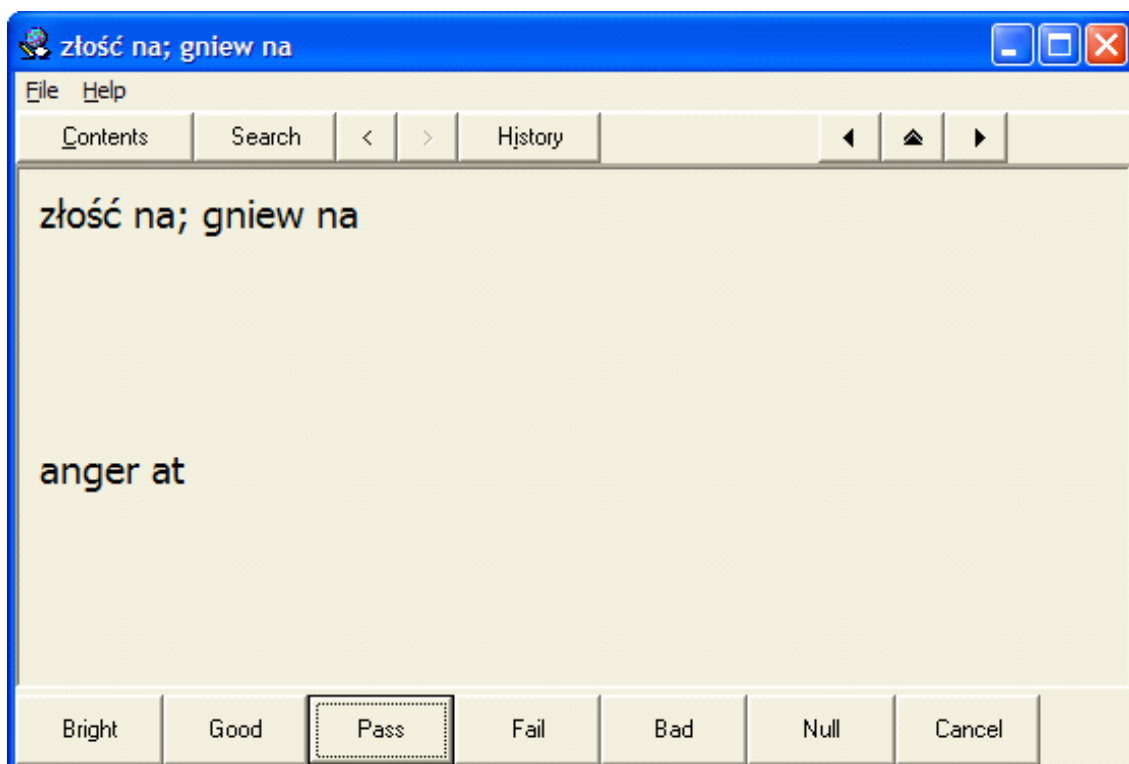 złość na; gniew na
File Help
Contents Search < > History
złość na; gniew na
anger at
Bright Good Pass Fail Bad Null Cancel